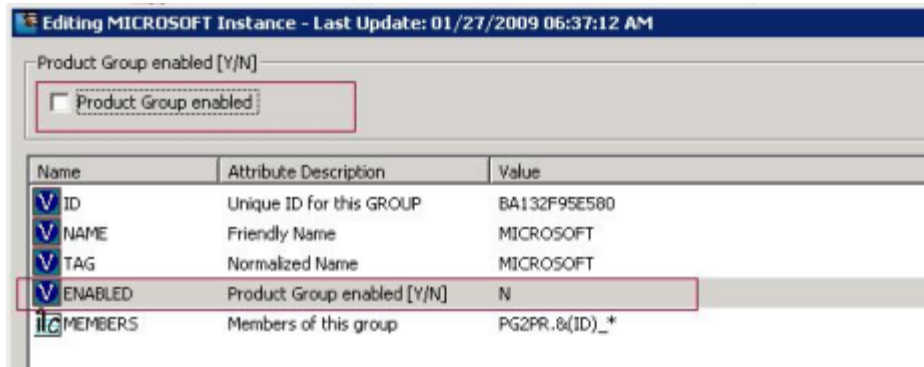 Editing MICROSOFT Instance - Last Update: 01/27/2009 06:37:12 AM
Product Group enabled [Y/N]
Product Group enabled
Name Attribute Description Value
V ID Unique ID for this GROUP BA132F95E580
V NAME Friendly Name MICROSOFT
V TAG Normalized Name MICROSOFT
V ENABLED Product Group enabled [Y/N] N
MEMBERS Members of this group PG2PR.&(ID)_*